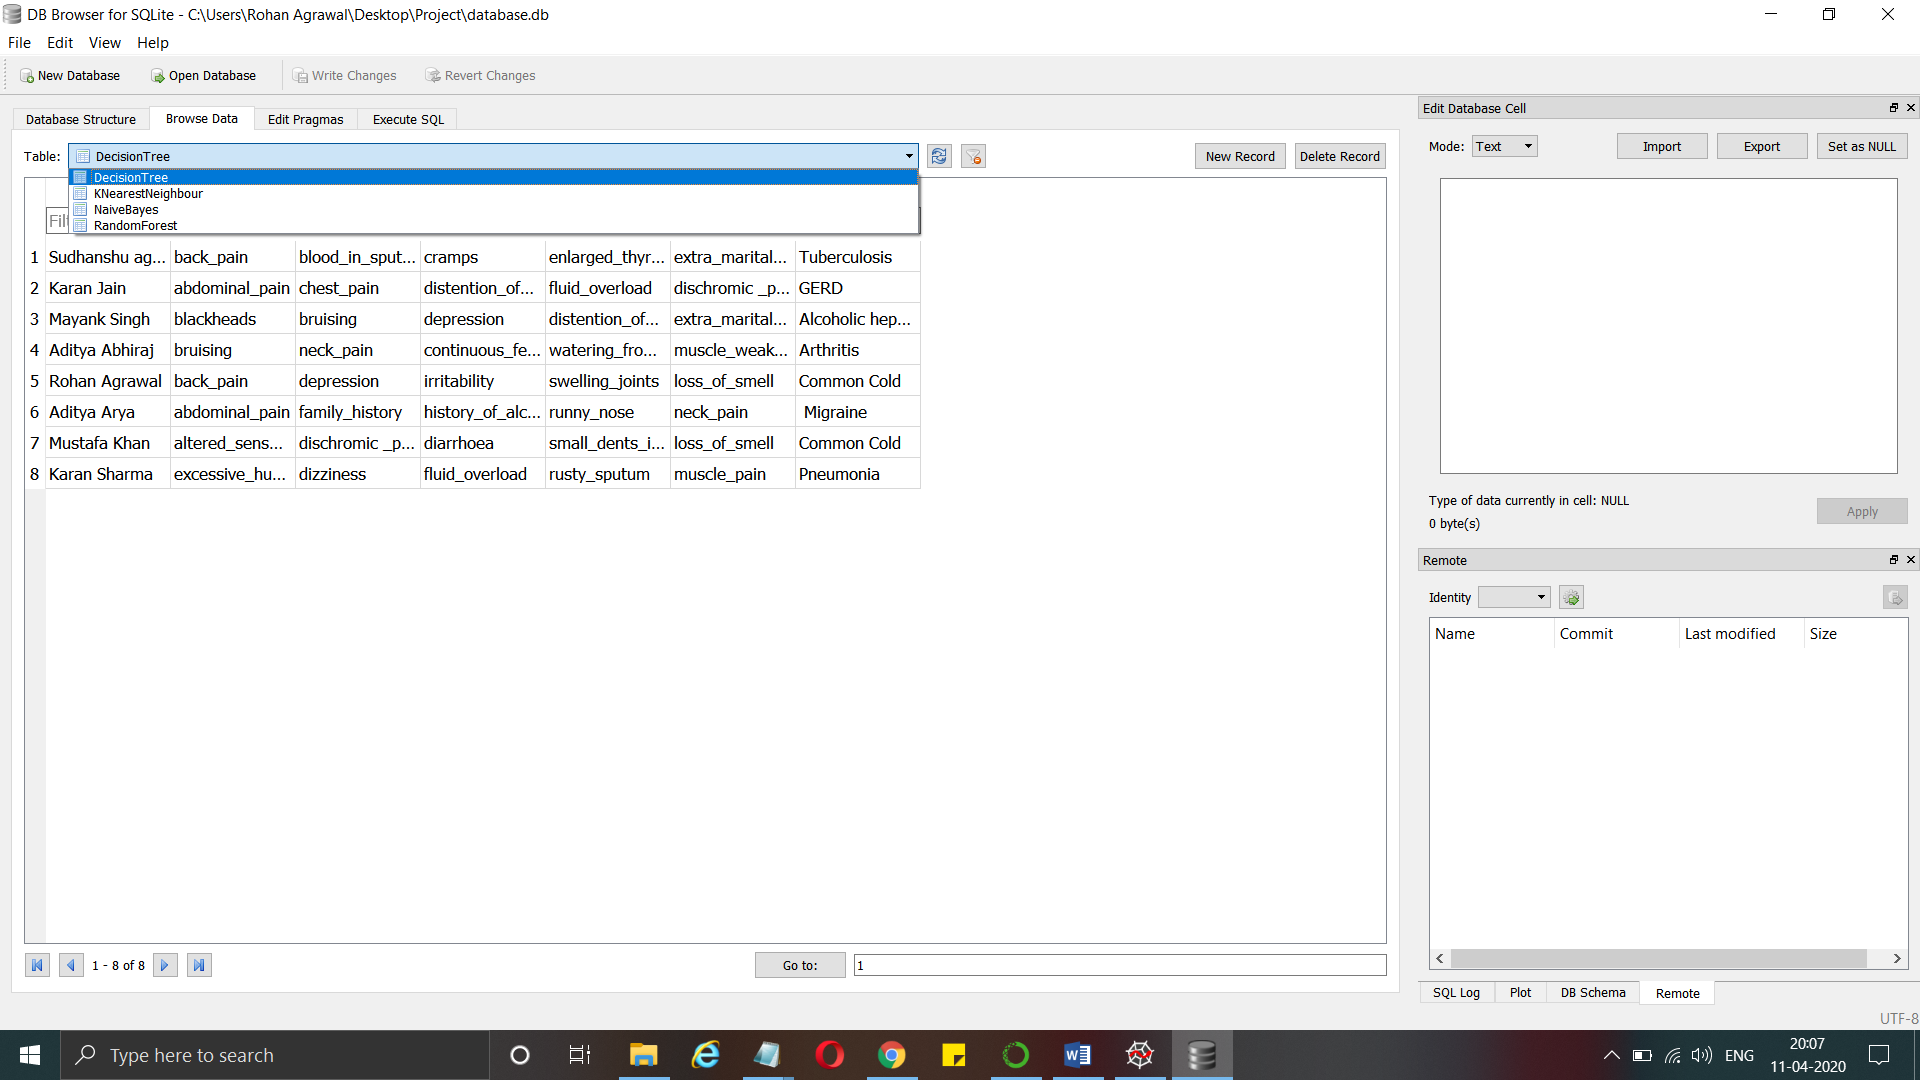 DB Browser for SQLite - C:\Users\Rohan Agrawal\Desktop\Project\database.db
File Edit View Help
New Database Open Database Write Changes Revert Changes
Database Structure Browse Data Edit Pragmas Execute SQL
Table: DecisionTree New Record Delete Record
DecisionTree
KNearestNeighbour
NaiveBayes
RandomForest
1 Sudhanshu ag... back_pain blood_in_sput... cramps enlarged_thyr... extra_marital... Tuberculosis
2 Karan Jain abdominal_pain chest_pain distention_of... fluid_overload dischromic _p... GERD
3 Mayank Singh blackheads bruising depression distention_of... extra_marital... Alcoholic hep...
4 Aditya Abhiraj bruising neck_pain continuous_fe... watering_fro... muscle_weak... Arthritis
5 Rohan Agrawal back_pain depression irritability swelling_joints loss_of_smell Common Cold
6 Aditya Arya abdominal_pain family_history history_of_alc... runny_nose neck_pain Migraine
7 Mustafa Khan altered_sens... dischromic _p... diarrhoea small_dents_i... loss_of_smell Common Cold
8 Karan Sharma excessive_hu... dizziness fluid_overload rusty_sputum muscle_pain Pneumonia
1 - 8 of 8 Go to: 1
Edit Database Cell
Mode: Text Import Export Set as NULL
Type of data currently in cell: NULL
0 byte(s)
Apply
Remote
Identity
Name Commit Last modified Size
SQL Log Plot DB Schema Remote
UTF-8
Type here to search
ENG
20:07
11-04-2020